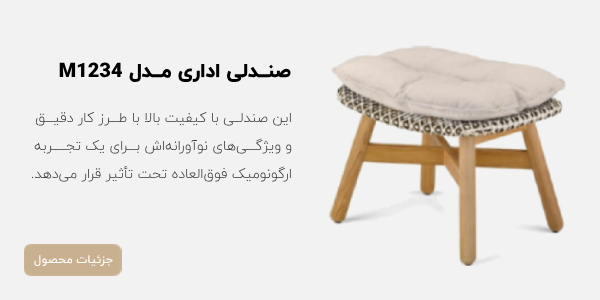 صندلی اداری مدل M1234
این صندلی با کیفیت بالا با طرز کار دقیق
و ویژگی‌های نوآورانه‌اش برای یک تجربه
ارگونومیک فوق‌العاده تحت تأثیر قرار می‌دهد.
جزئیات محصول